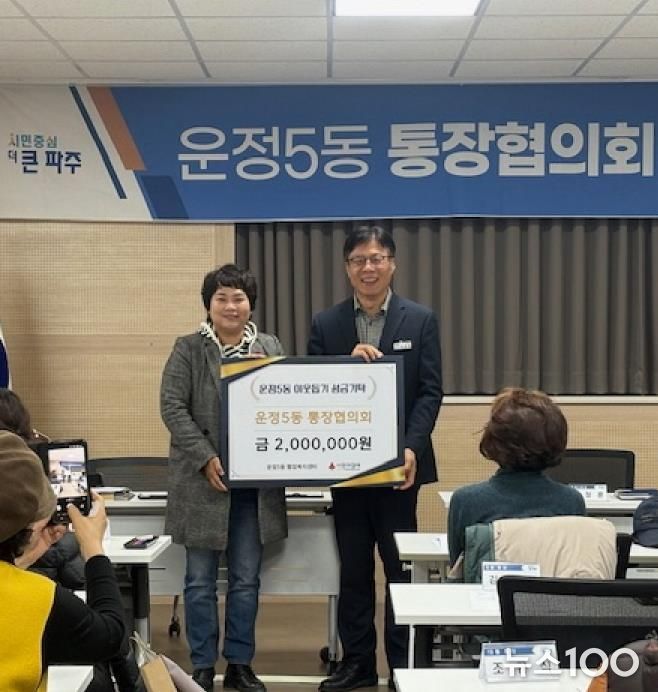 시민중심
더 큰 파주
운정5동 통장협의회
운정5동 이웃돕기 성금기탁
운정5동 통장협의회
금 2,000,000원
운정5동 행정복지센터
조
뉴스100